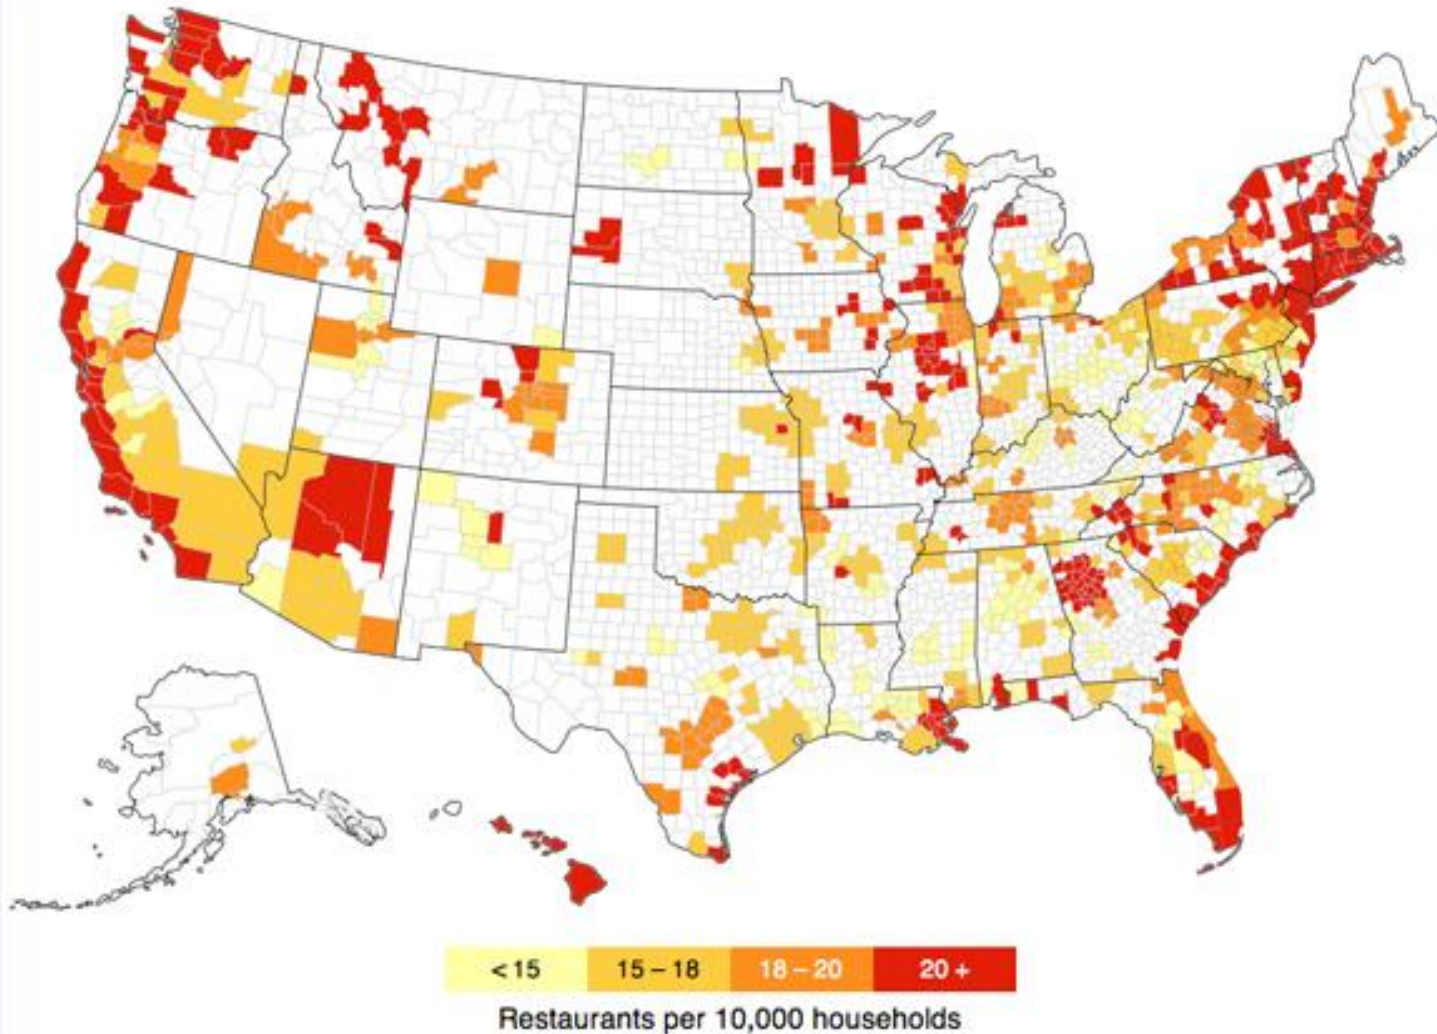 < 15 15 – 18 18 – 20 20 +
Restaurants per 10,000 households